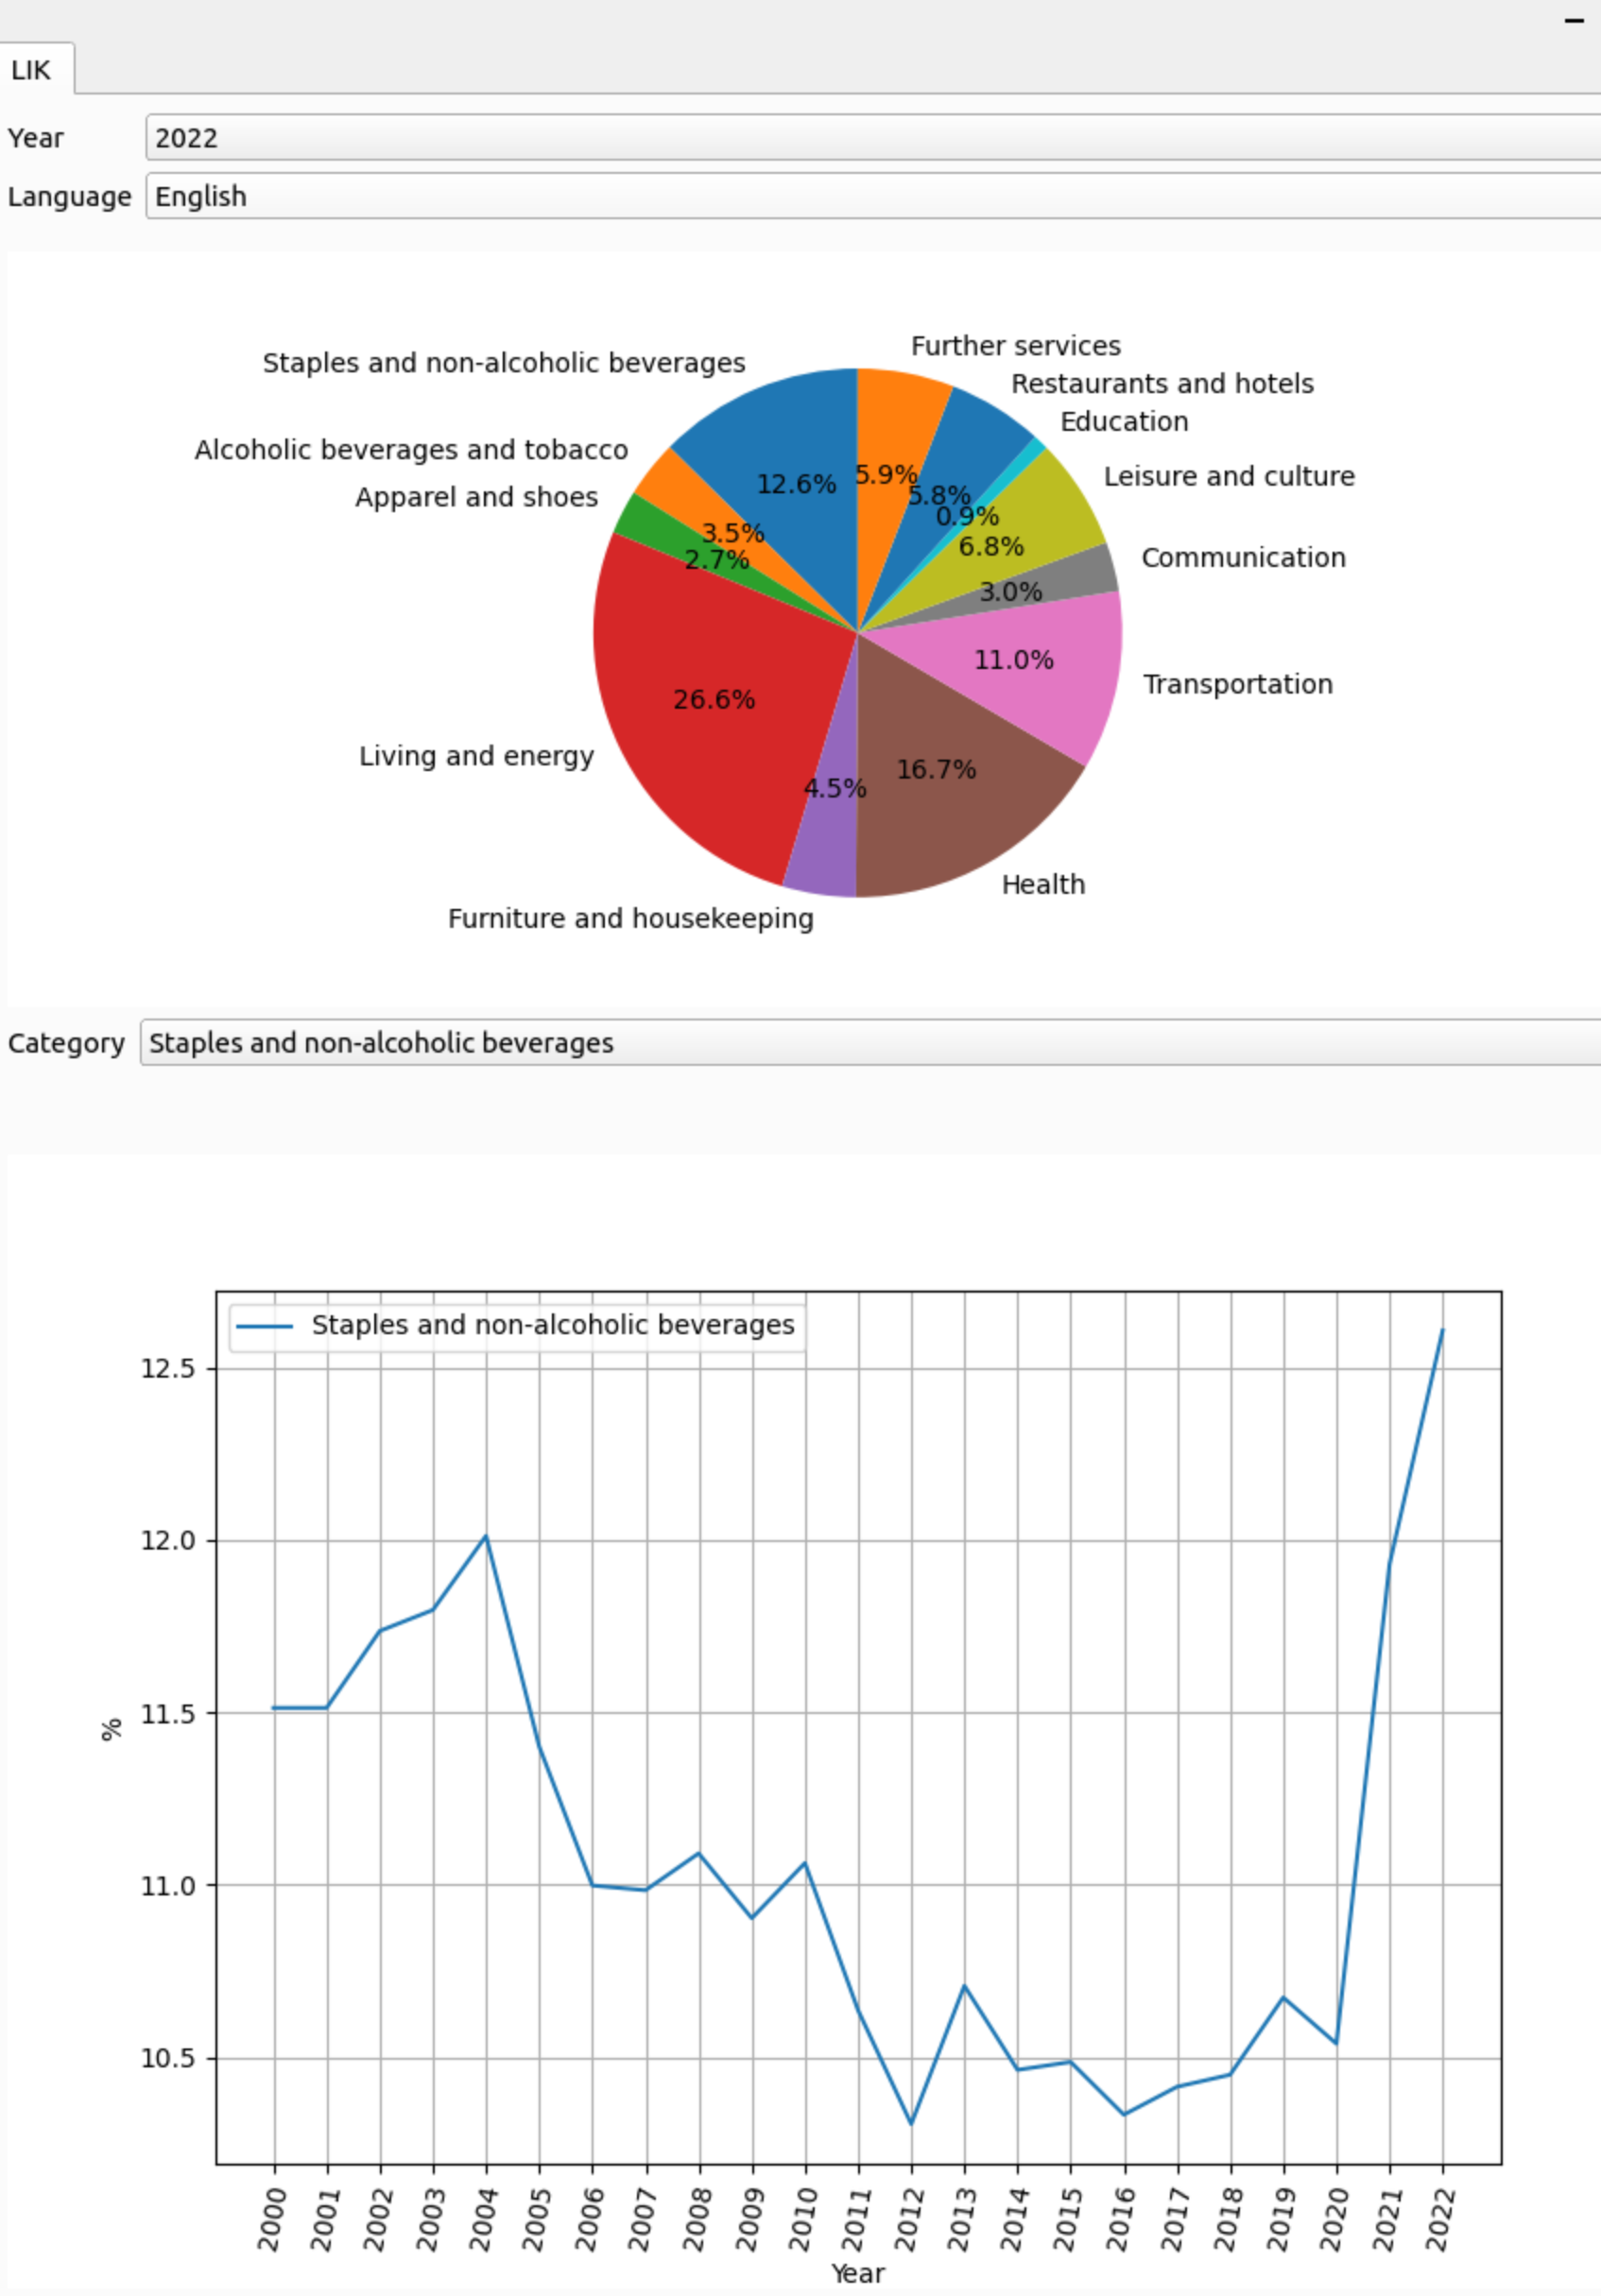 LIK
Year 2022
Language English
Further services
Staples and non-alcoholic beverages
Restaurants and hotels
Education
Alcoholic beverages and tobacco
Leisure and culture
Apparel and shoes
12.6%
5.9%
5.8%
0.9%
3.5%
6.8%
2.7%
Communication
3.0%
11.0%
Transportation
26.6%
Living and energy
16.7%
4.5%
Health
Furniture and housekeeping
Category Staples and non-alcoholic beverages
Staples and non-alcoholic beverages
12.5
12.0
11.5
%
11.0
10.5
2000 2001 2002 2003 2004 2005 2006 2007 2008 2009 2010 2011 2012 2013 2014 2015 2016 2017 2018 2019 2020 2021 2022
Year